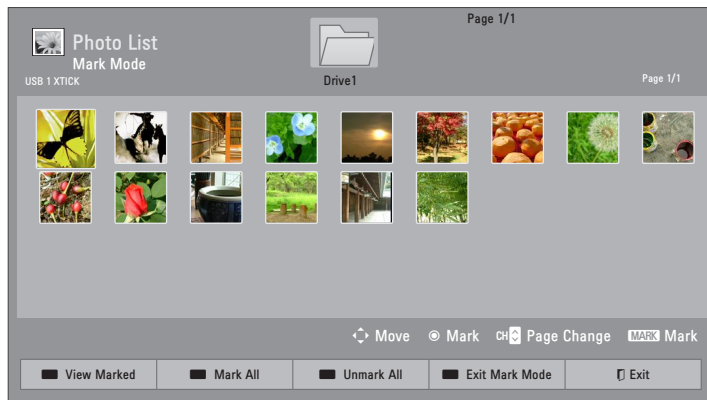 Page 1/1
Photo List
Mark Mode
USB 1 XTICK
Drive1
Page 1/1
Move
Mark
CH Page Change
MARK Mark
View Marked
Mark All
Unmark All
Exit Mark Mode
Exit